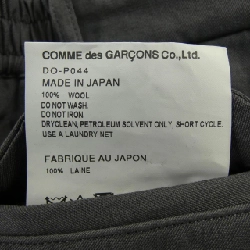 COMME des GARÇONS Co.,Ltd.
DO-P044
MADE IN JAPAN
100% WOOL
DO NOT WASH
DO NOT IRON
DRYCLEAN, PETROLEUM SOLVENT ONLY SHORT CYCLE.
USE A LAUNDRY NET
FABRIQUE AU JAPON
100% LAINE